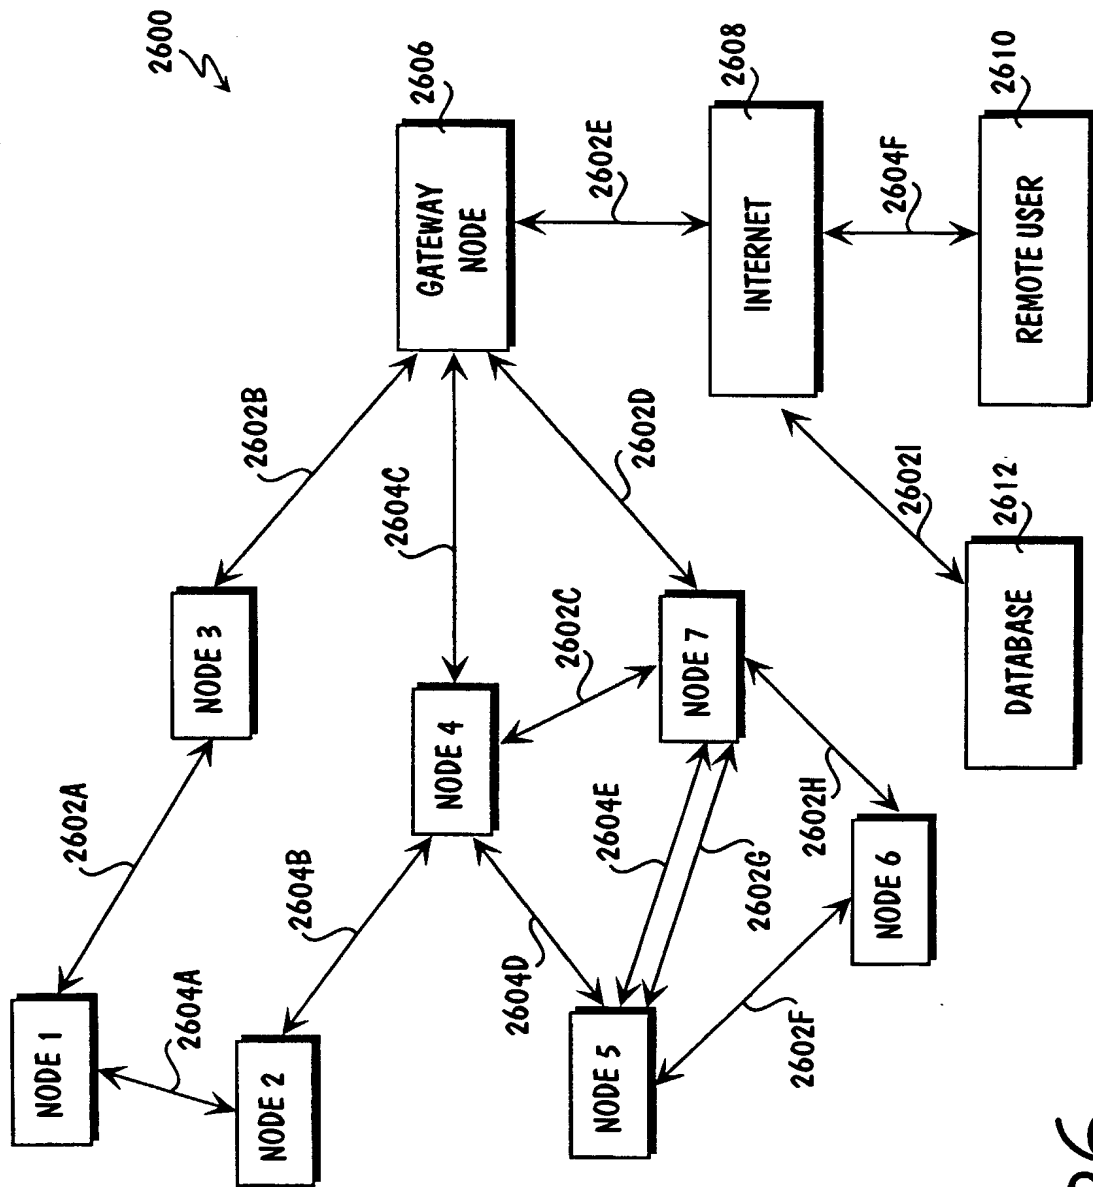 2600
GATEWAY
NODE
2606
INTERNET
2608
REMOTE USER
2610
DATABASE
2612
NODE 1
NODE 2
NODE 3
NODE 4
NODE 5
NODE 6
NODE 7
2602A
2602B
2602C
2602D
2602E
2602F
2602G
2602H
2602I
2604A
2604B
2604C
2604D
2604E
2604F